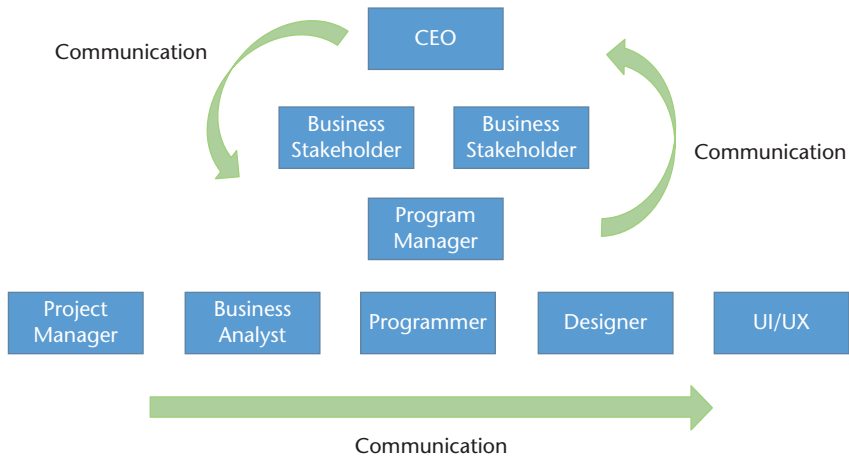 CEO
Communication
Business
Stakeholder
Business
Stakeholder
Communication
Program
Manager
Project
Manager
Business
Analyst
Programmer
Designer
UI/UX
Communication